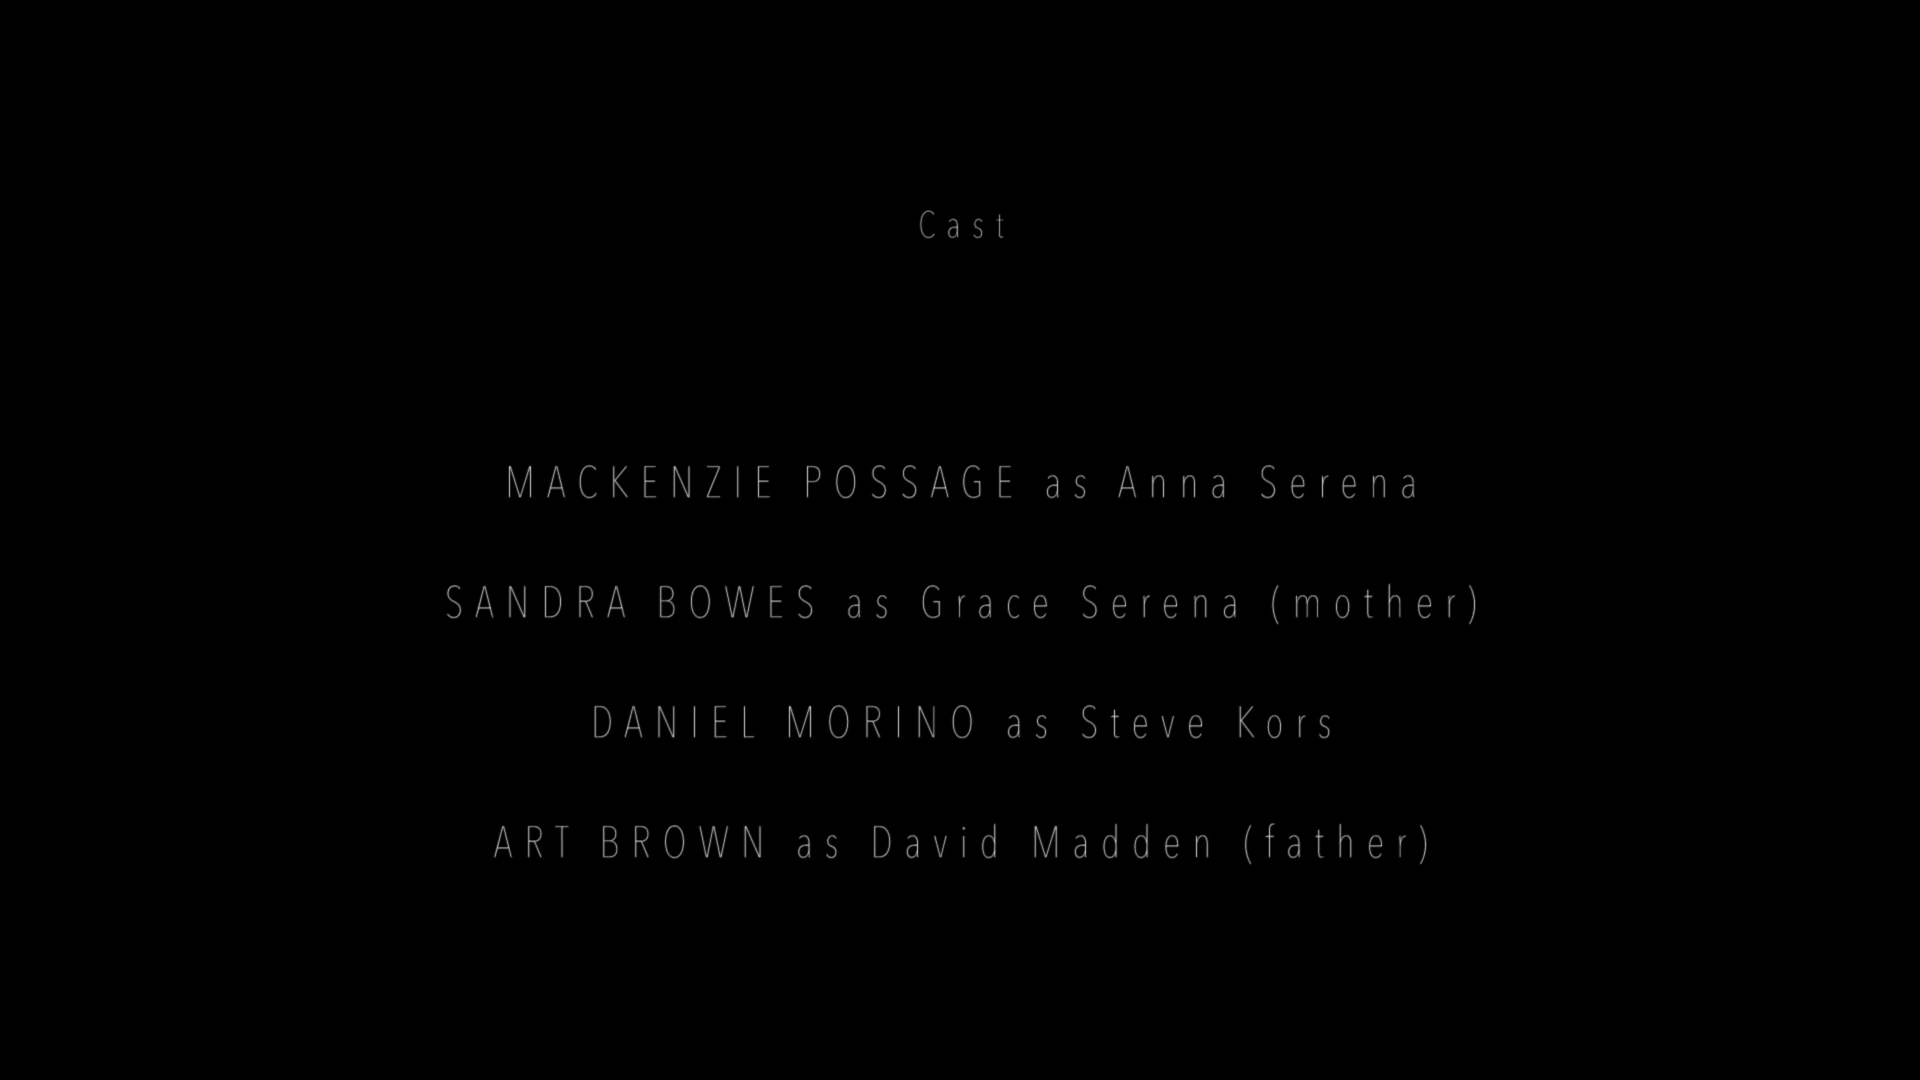 Cast
MACKENZIE POSSAGE as Anna Serena
SANDRA BOWES as Grace Serena (mother)
DANIEL MORINO as Steve Kors
ART BROWN as David Madden (father)